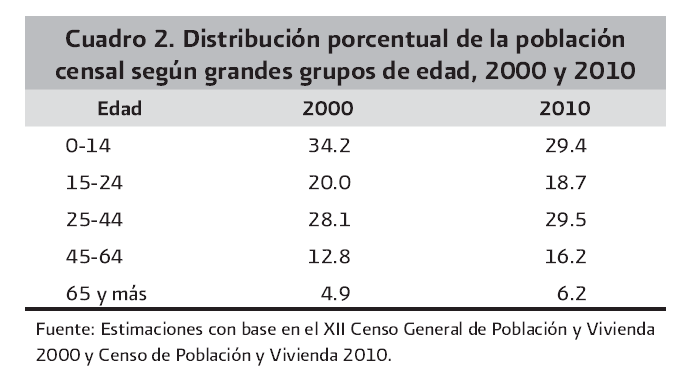 Cuadro 2. Distribución porcentual de la población
censal según grandes grupos de edad, 2000 y 2010
Edad 2000 2010
0-14 34.2 29.4
15-24 20.0 18.7
25-44 28.1 29.5
45-64 12.8 16.2
65 y más 4.9 6.2
Fuente: Estimaciones con base en el XII Censo General de Población y Vivienda
2000 y Censo de Población y Vivienda 2010.